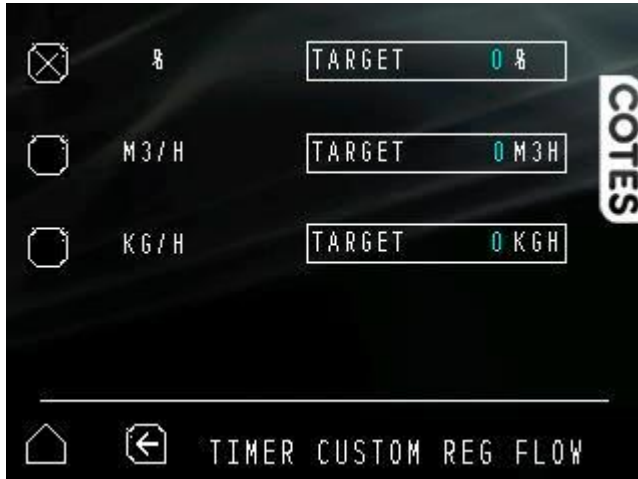 % TARGET 0 %
M3/H TARGET 0 M3H
KG/H TARGET 0 KGH
COTES
TIMER CUSTOM REG FLOW